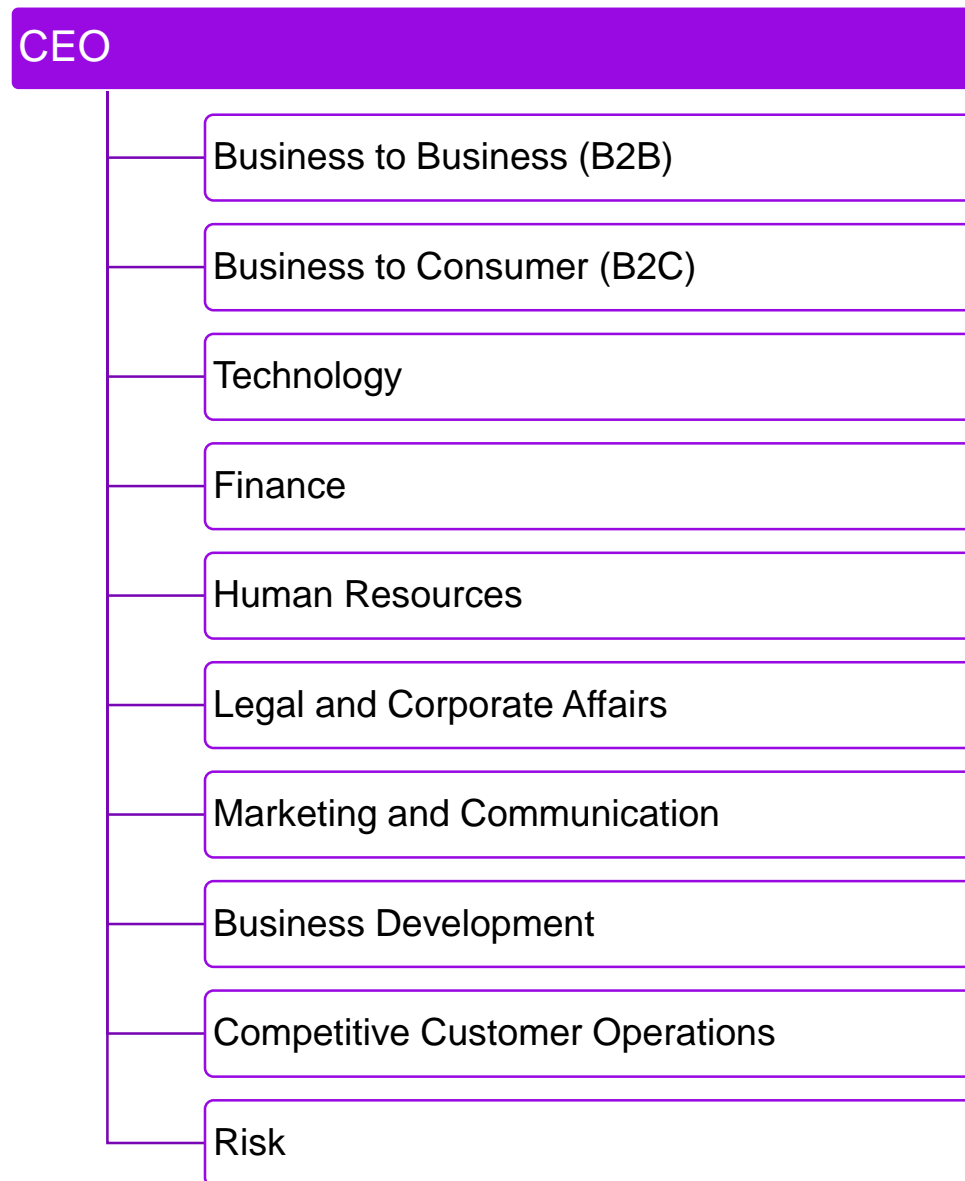 CEO
Business to Business (B2B)
Business to Consumer (B2C)
Technology
Finance
Human Resources
Legal and Corporate Affairs
Marketing and Communication
Business Development
Competitive Customer Operations
Risk